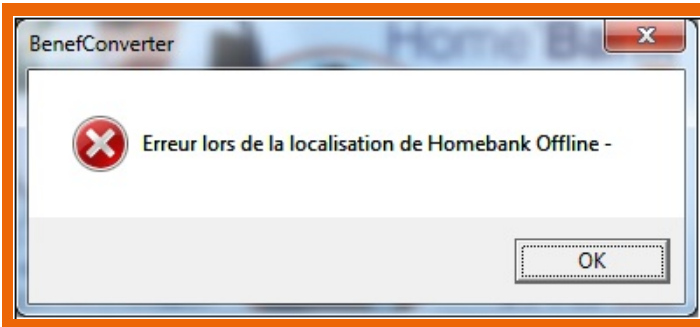 BenefConverter
Erreur lors de la localisation de Homebank Offline -
OK